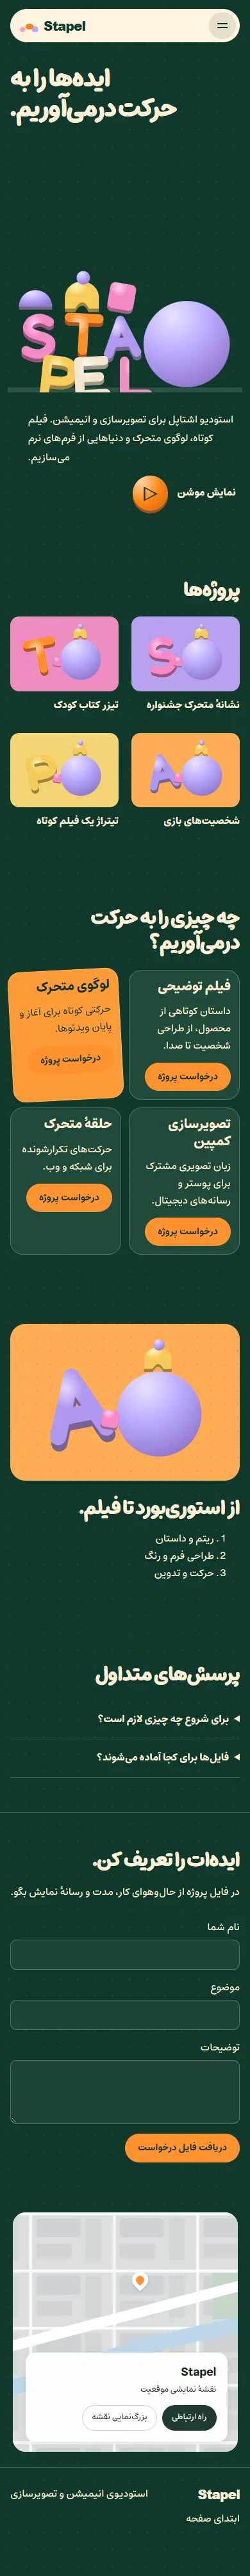 Stapel
ایده‌ها را به
حرکت درمی‌آوریم.
STA
PEL
استودیو اشتاپل برای تصویرسازی و انیمیشن. فیلم
کوتاه، لوگوی متحرک و دنیاهایی از فرم‌های نرم
می‌سازیم.
نمایش موشن
پروژه‌ها
S
T
نشانهٔ متحرک جشنواره
تیزر کتاب کودک
A
P
شخصیت‌های بازی
تیتراژ یک فیلم کوتاه
چه چیزی را به حرکت
درمی‌آوریم؟
فیلم توضیحی
داستان کوتاهی از
محصول، از طراحی
شخصیت تا صدا.
درخواست پروژه
لوگوی متحرک
حرکتی کوتاه برای آغاز و
پایان ویدئوها.
درخواست پروژه
تصویرسازی
کمپین
زبان تصویری مشترک
برای پوستر و
رسانه‌های دیجیتال.
درخواست پروژه
حلقهٔ متحرک
حرکت‌های تکرارشونده
برای شبکه و وب.
درخواست پروژه
A
از استوری‌بورد تا فیلم.
1. ریتم و داستان
2. طراحی فرم و رنگ
3. حرکت و تدوین
پرسش‌های متداول
برای شروع چه چیزی لازم است؟
فایل‌ها برای کجا آماده می‌شوند؟
ایده‌ات را تعریف کن.
در فایل پروژه از حال‌وهوای کار، مدت و رسانهٔ نمایش بگو.
نام شما
موضوع
توضیحات
دریافت فایل درخواست
Stapel
نقشهٔ نمایشی موقعیت
راه ارتباطی
بزرگ‌نمایی نقشه
Stapel
استودیوی انیمیشن و تصویرسازی
ابتدای صفحه